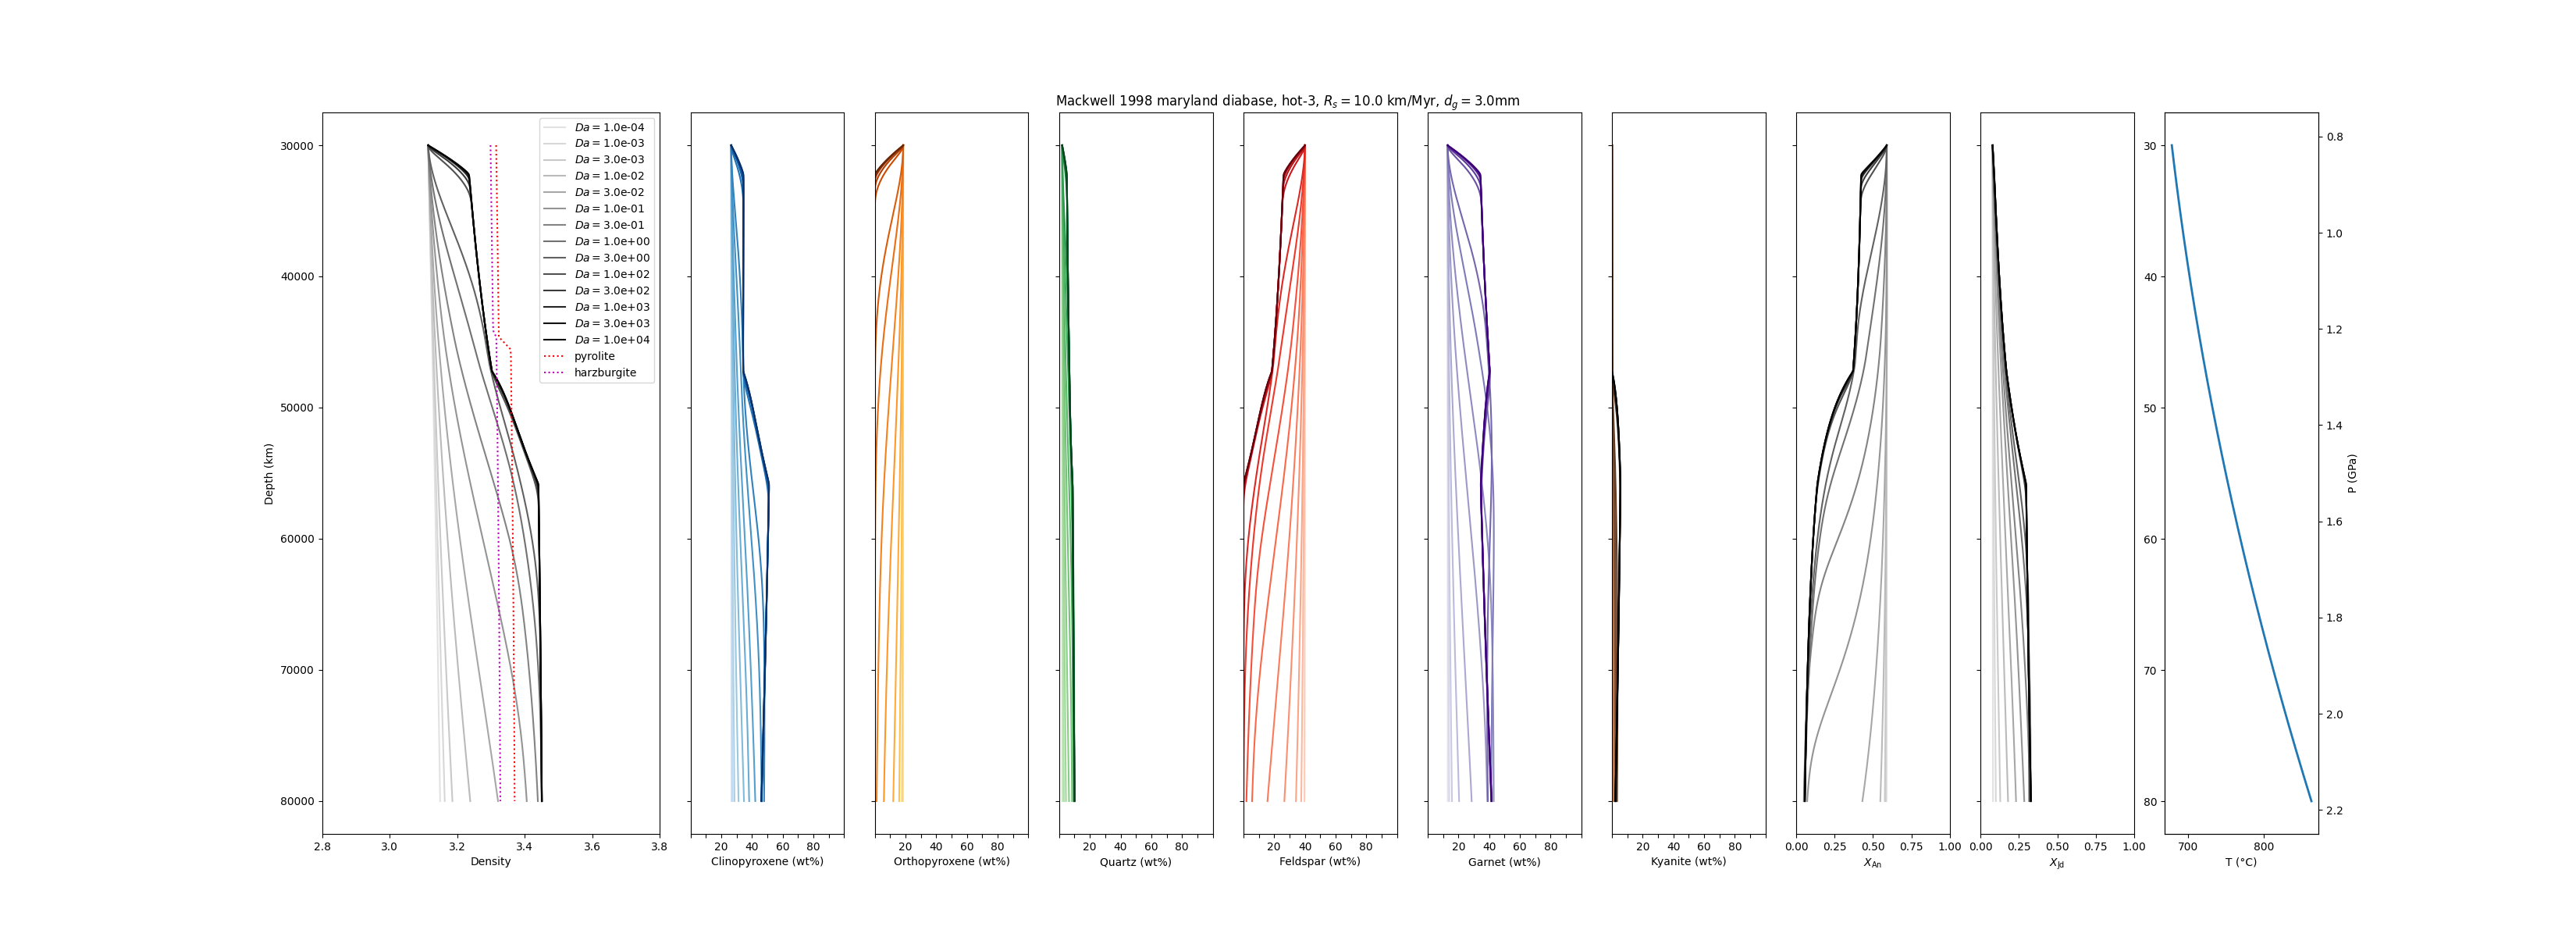 Mackwell 1998 maryland diabase, hot-3, R_s = 10.0 km/Myr, d_g = 3.0mm
Da = 1.0e-04
Da = 1.0e-03
Da = 3.0e-03
Da = 1.0e-02
Da = 3.0e-02
Da = 1.0e-01
Da = 3.0e-01
Da = 1.0e+00
Da = 3.0e+00
Da = 1.0e+02
Da = 3.0e+02
Da = 1.0e+03
Da = 3.0e+03
Da = 1.0e+04
pyrolite
harzburgite
30000
40000
50000
60000
70000
80000
Depth (km)
2.8 3.0 3.2 3.4 3.6 3.8
Density
20 40 60 80
Clinopyroxene (wt%)
20 40 60 80
Orthopyroxene (wt%)
20 40 60 80
Quartz (wt%)
20 40 60 80
Feldspar (wt%)
20 40 60 80
Garnet (wt%)
20 40 60 80
Kyanite (wt%)
0.00 0.25 0.50 0.75 1.00
X_An
0.00 0.25 0.50 0.75 1.00
X_Jd
30
40
50
60
70
80
700 800
T (°C)
0.8
1.0
1.2
1.4
1.6
1.8
2.0
2.2
P (GPa)